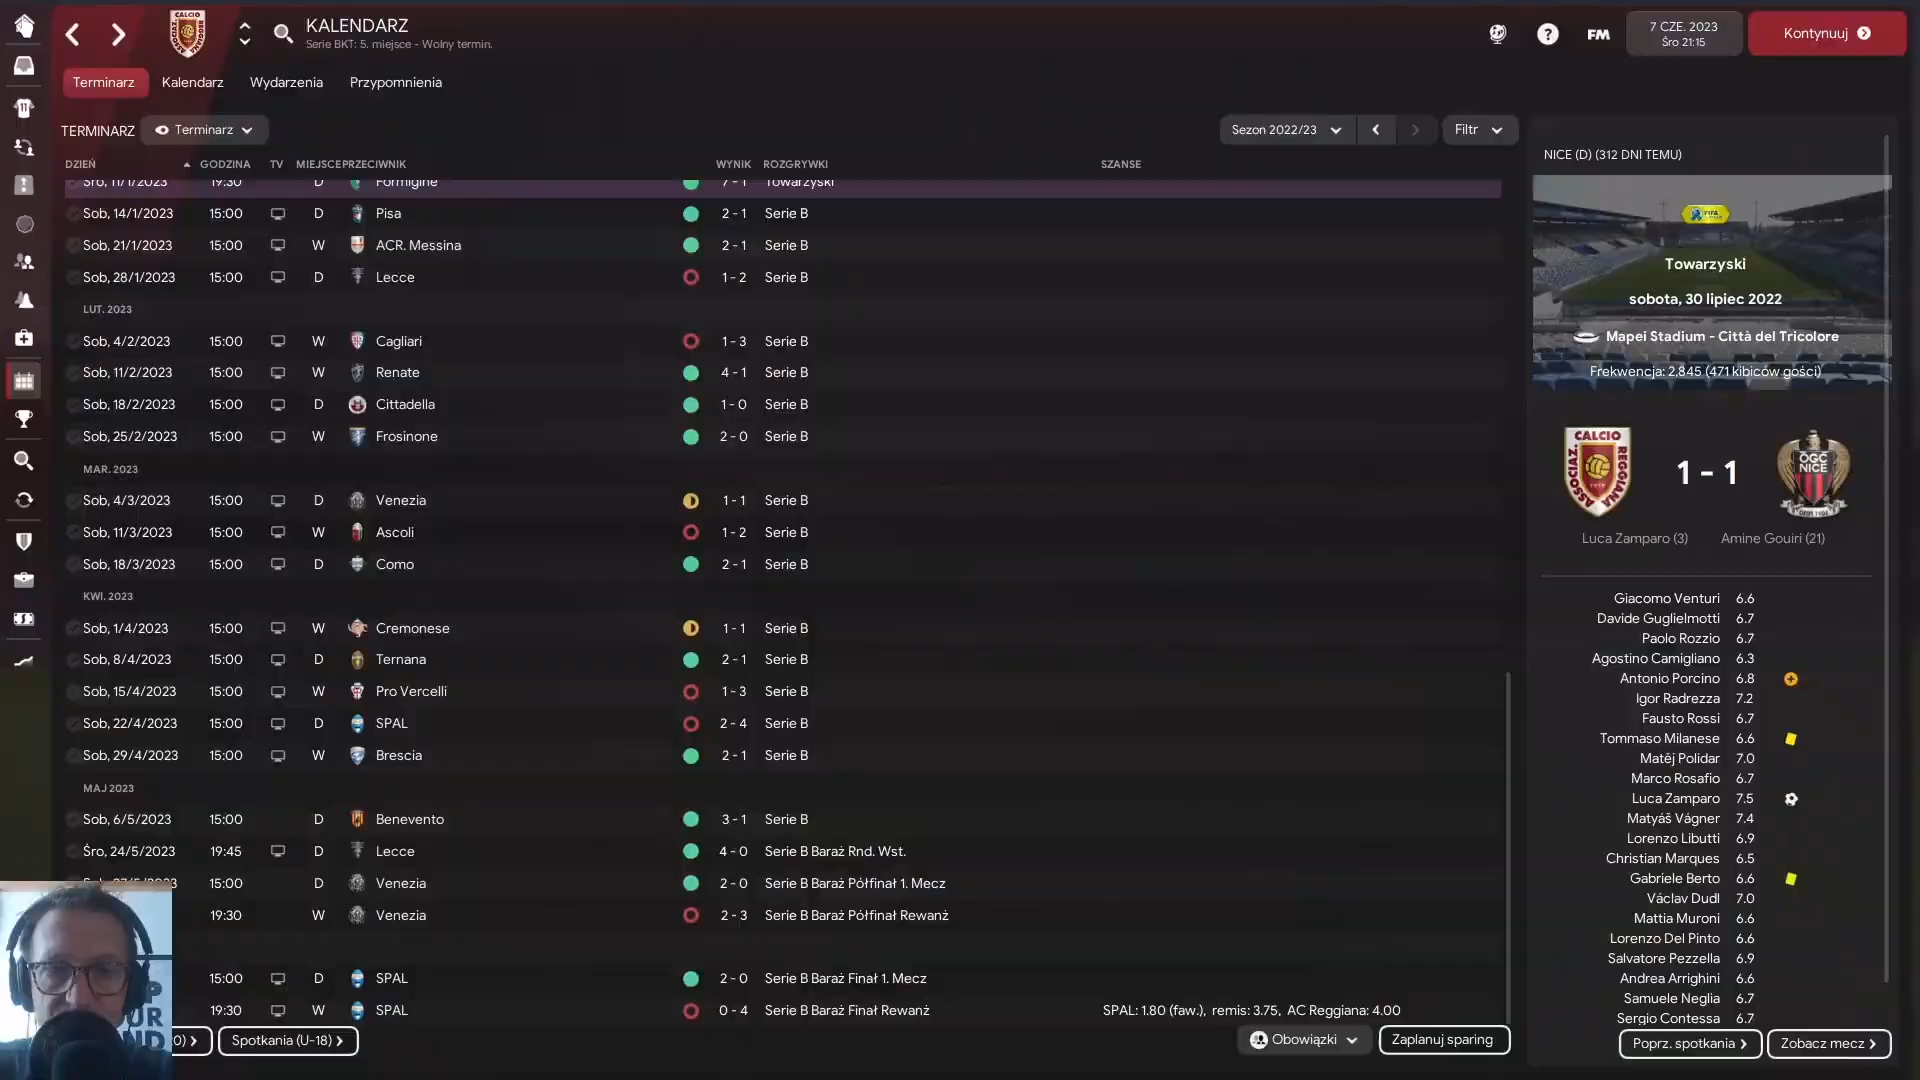 KALENDARZ
Serie BKT: 5. miejsce - Wolny termin.
FM
7 CZE. 2023
Śro 21:15
Kontynuuj
Terminarz Kalendarz Wydarzenia Przypomnienia
TERMINARZ Terminarz
Sezon 2022/23 Filtr
DZIEŃ GODZINA TV MIEJSCE PRZECIWNIK WYNIK ROZGRYWKI SZANSE
Śro, 11/1/2023 19:30 D Formigine 7 - 1 Towarzyski
Sob, 14/1/2023 15:00 D Pisa 2 - 1 Serie B
Sob, 21/1/2023 15:00 W ACR. Messina 2 - 1 Serie B
Sob, 28/1/2023 15:00 D Lecce 1 - 2 Serie B
LUT. 2023
Sob, 4/2/2023 15:00 W Cagliari 1 - 3 Serie B
Sob, 11/2/2023 15:00 W Renate 4 - 1 Serie B
Sob, 18/2/2023 15:00 D Cittadella 1 - 0 Serie B
Sob, 25/2/2023 15:00 W Frosinone 2 - 0 Serie B
MAR. 2023
Sob, 4/3/2023 15:00 D Venezia 1 - 1 Serie B
Sob, 11/3/2023 15:00 W Ascoli 1 - 2 Serie B
Sob, 18/3/2023 15:00 D Como 2 - 1 Serie B
KWI. 2023
Sob, 1/4/2023 15:00 W Cremonese 1 - 1 Serie B
Sob, 8/4/2023 15:00 D Ternana 2 - 1 Serie B
Sob, 15/4/2023 15:00 W Pro Vercelli 1 - 3 Serie B
Sob, 22/4/2023 15:00 D SPAL 2 - 4 Serie B
Sob, 29/4/2023 15:00 W Brescia 2 - 1 Serie B
MAJ 2023
Sob, 6/5/2023 15:00 D Benevento 3 - 1 Serie B
Śro, 24/5/2023 19:45 D Lecce 4 - 0 Serie B Baraż Rnd. Wst.
15:00 D Venezia 2 - 0 Serie B Baraż Półfinał 1. Mecz
19:30 W Venezia 2 - 3 Serie B Baraż Półfinał Rewanż
15:00 D SPAL 2 - 0 Serie B Baraż Finał 1. Mecz
19:30 W SPAL 0 - 4 Serie B Baraż Finał Rewanż SPAL: 1.80 (faw.), remis: 3.75, AC Reggiana: 4.00
Spotkania (U-18)
Obowiązki Zaplanuj sparing
NICE (D) (312 DNI TEMU)
FIFA
Towarzyski
sobota, 30 lipiec 2022
Mapei Stadium - Città del Tricolore
Frekwencja: 2,845 (471 kibiców gości)
CALCIO REGGIANA ASSOCIAZ.
1 - 1
OGC NICE
Luca Zamparo (3) Amine Gouiri (21)
Giacomo Venturi 6.6
Davide Guglielmotti 6.7
Paolo Rozzio 6.7
Agostino Camigliano 6.3
Antonio Porcino 6.8
Igor Radrezza 7.2
Fausto Rossi 6.7
Tommaso Milanese 6.6
Matěj Polidar 7.0
Marco Rosafio 6.7
Luca Zamparo 7.5
Matyáš Vágner 7.4
Lorenzo Libutti 6.9
Christian Marques 6.5
Gabriele Berto 6.6
Václav Dudl 7.0
Mattia Muroni 6.6
Lorenzo Del Pinto 6.6
Salvatore Pezzella 6.9
Andrea Arrighini 6.6
Samuele Neglia 6.7
Sergio Contessa 6.7
Poprz. spotkania Zobacz mecz